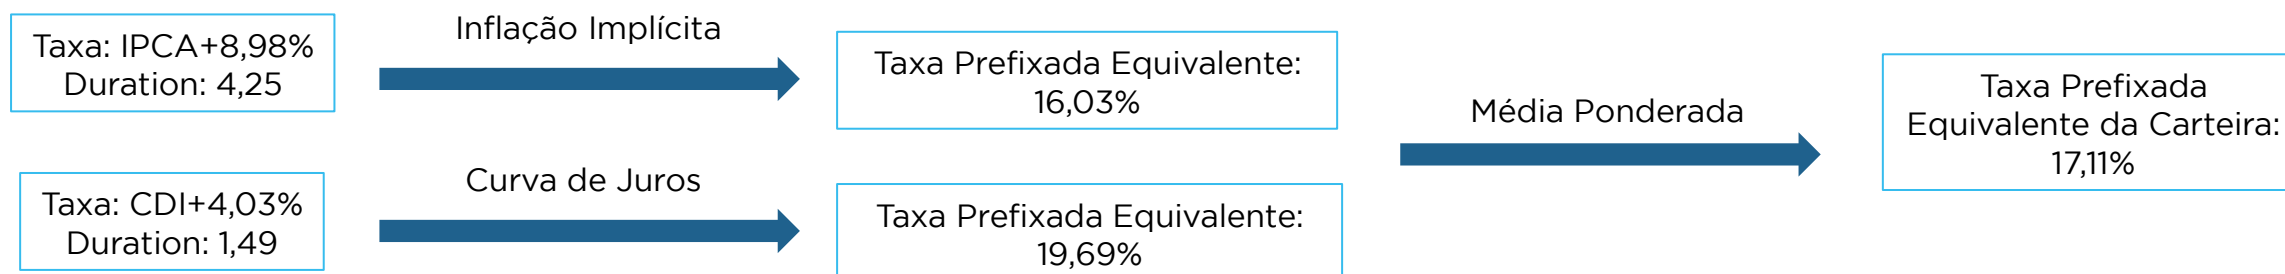 Taxa: IPCA+8,98%
Duration: 4,25
Inflação Implícita
Taxa Prefixada Equivalente:
16,03%
Taxa: CDI+4,03%
Duration: 1,49
Curva de Juros
Taxa Prefixada Equivalente:
19,69%
Média Ponderada
Taxa Prefixada
Equivalente da Carteira:
17,11%